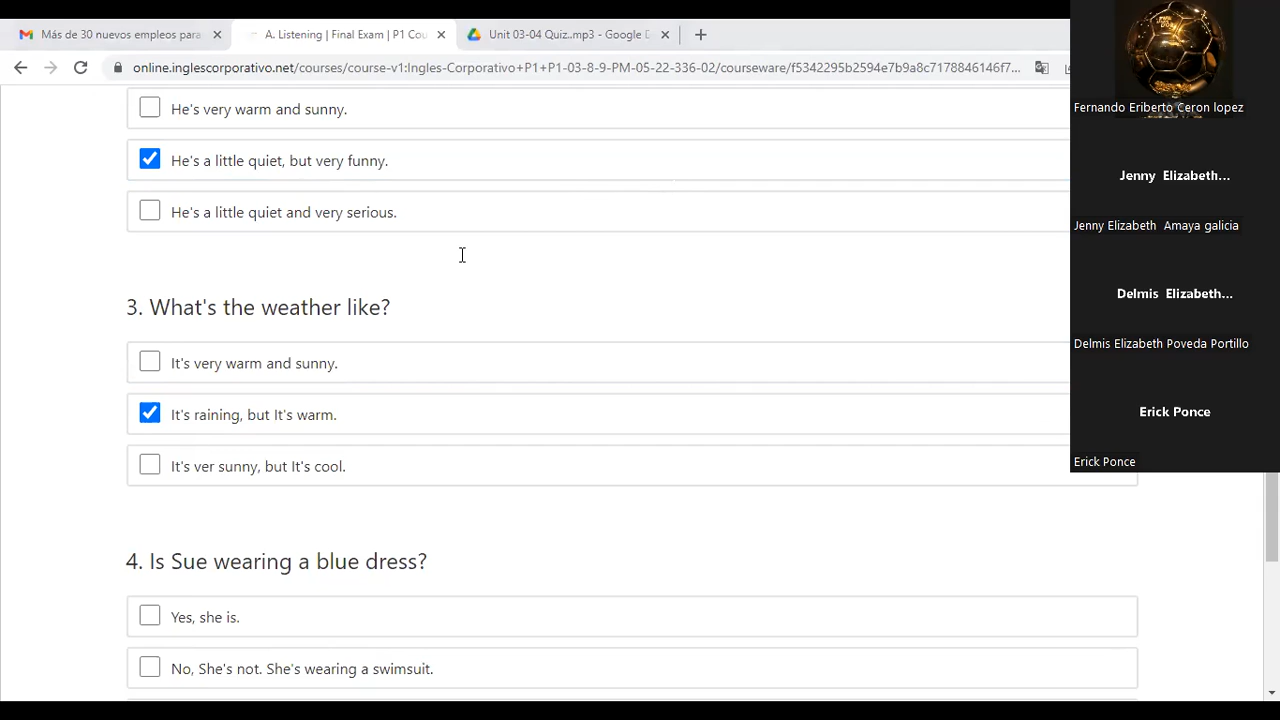 Más de 30 nuevos empleos para
A. Listening | Final Exam | P1 Cou
Unit 03-04 Quiz..mp3 - Google D
online.inglescorporativo.net/courses/course-v1:Ingles-Corporativo+P1+P1-03-8-9-PM-05-22-336-02/courseware/f5342295b2594e7b9a8c7178846146f7...
He's very warm and sunny.
He's a little quiet, but very funny.
He's a little quiet and very serious.
3. What's the weather like?
It's very warm and sunny.
It's raining, but It's warm.
It's ver sunny, but It's cool.
4. Is Sue wearing a blue dress?
Yes, she is.
No, She's not. She's wearing a swimsuit.
Fernando Eriberto Ceron lopez
Jenny Elizabeth...
Jenny Elizabeth Amaya galicia
Delmis Elizabeth...
Delmis Elizabeth Poveda Portillo
Erick Ponce
Erick Ponce